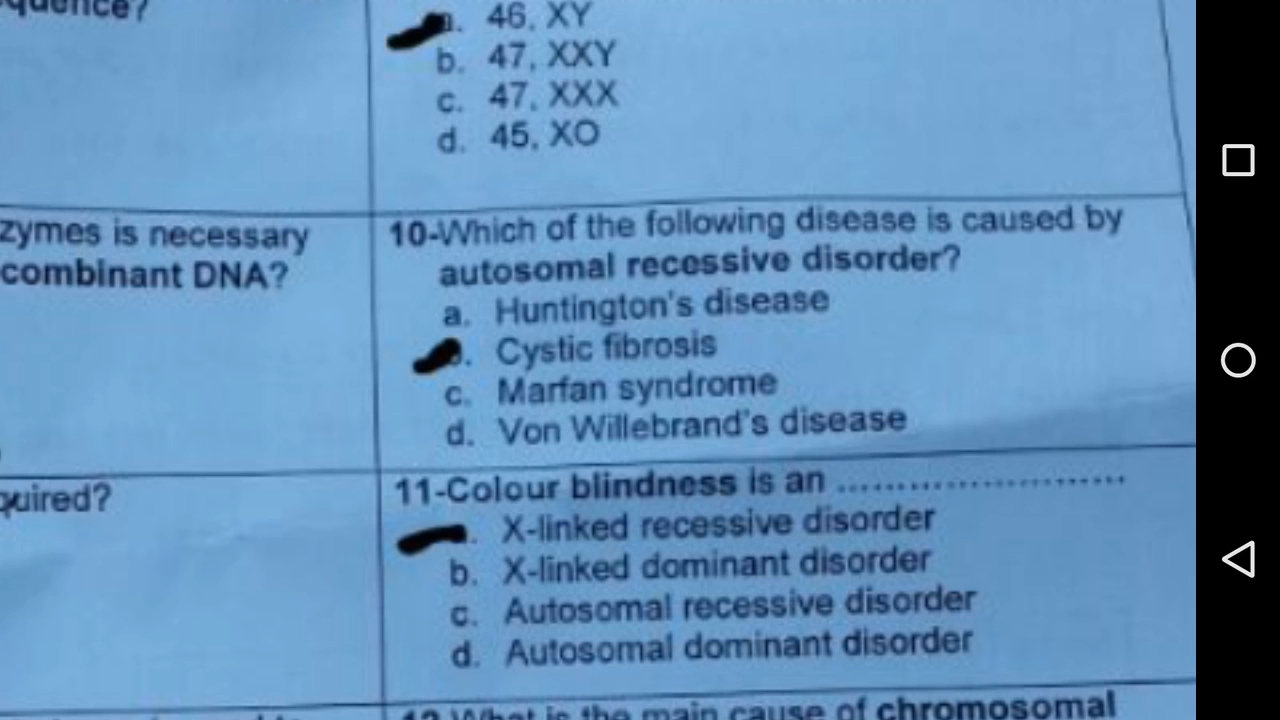 quence?
zymes is necessary
combinant DNA?
quired?
46, XY
b. 47, XXY
c. 47, XXX
d. 45, XO
10-Which of the following disease is caused by
autosomal recessive disorder?
a. Huntington's disease
Cystic fibrosis
c. Marfan syndrome
d. Von Willebrand's disease
11-Colour blindness is an ........................
X-linked recessive disorder
b. X-linked dominant disorder
c. Autosomal recessive disorder
d. Autosomal dominant disorder
12-What is the main cause of chromosomal